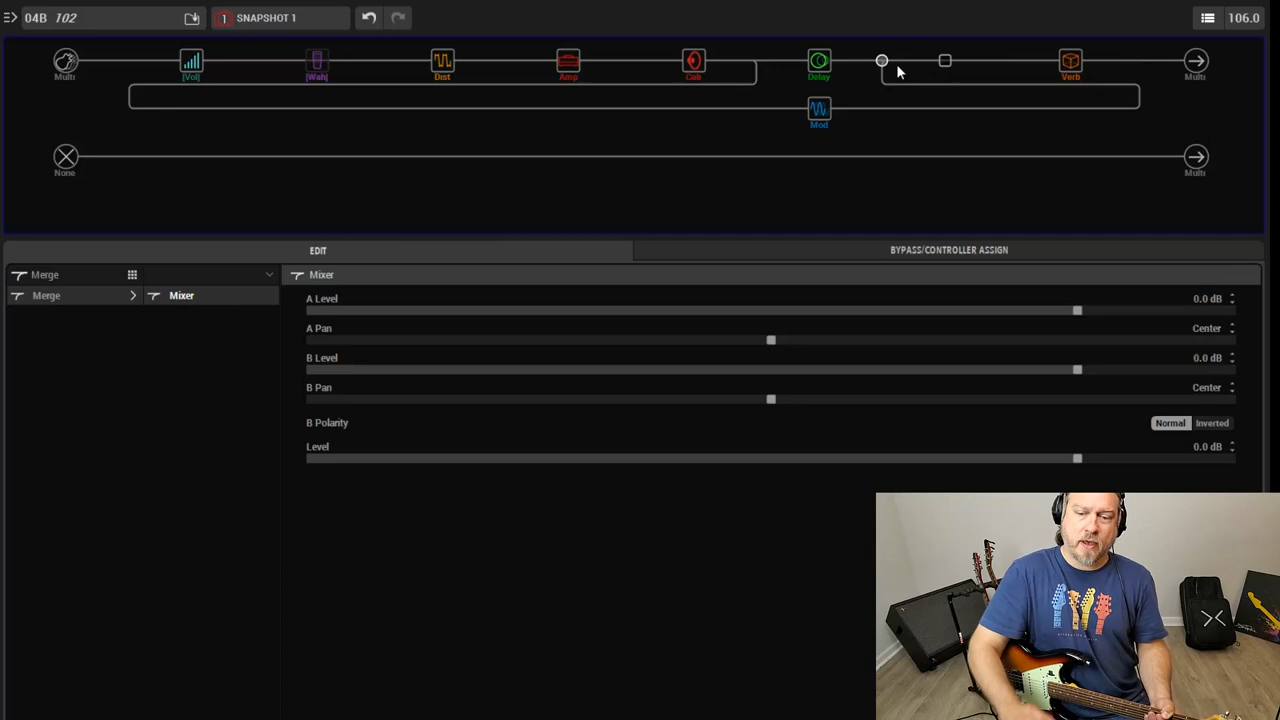 04B 102
1 SNAPSHOT 1
106.0
Multi
[Vol]
[Wah]
Dist
Amp
Cab
Delay
Verb
Multi
Mod
None
Multi
EDIT
BYPASS/CONTROLLER ASSIGN
Merge
Mixer
Merge
Mixer
A Level
0.0 dB
A Pan
Center
B Level
0.0 dB
B Pan
Center
B Polarity
Normal Inverted
Level
0.0 dB